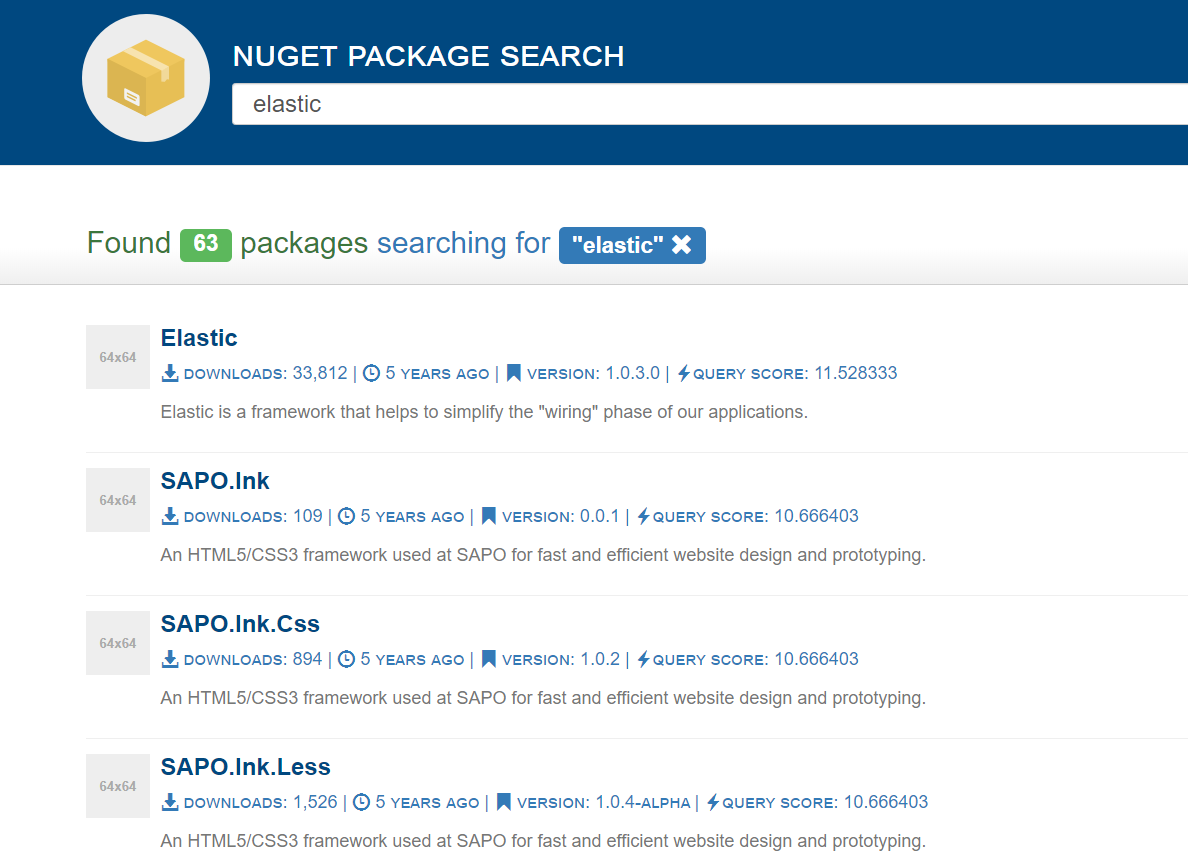 NUGET PACKAGE SEARCH
elastic
Found 63 packages searching for "elastic" ✖
64x64
Elastic
DOWNLOADS: 33,812 | 5 YEARS AGO | VERSION: 1.0.3.0 | QUERY SCORE: 11.528333
Elastic is a framework that helps to simplify the "wiring" phase of our applications.
64x64
SAPO.Ink
DOWNLOADS: 109 | 5 YEARS AGO | VERSION: 0.0.1 | QUERY SCORE: 10.666403
An HTML5/CSS3 framework used at SAPO for fast and efficient website design and prototyping.
64x64
SAPO.Ink.Css
DOWNLOADS: 894 | 5 YEARS AGO | VERSION: 1.0.2 | QUERY SCORE: 10.666403
An HTML5/CSS3 framework used at SAPO for fast and efficient website design and prototyping.
64x64
SAPO.Ink.Less
DOWNLOADS: 1,526 | 5 YEARS AGO | VERSION: 1.0.4-ALPHA | QUERY SCORE: 10.666403
An HTML5/CSS3 framework used at SAPO for fast and efficient website design and prototyping.